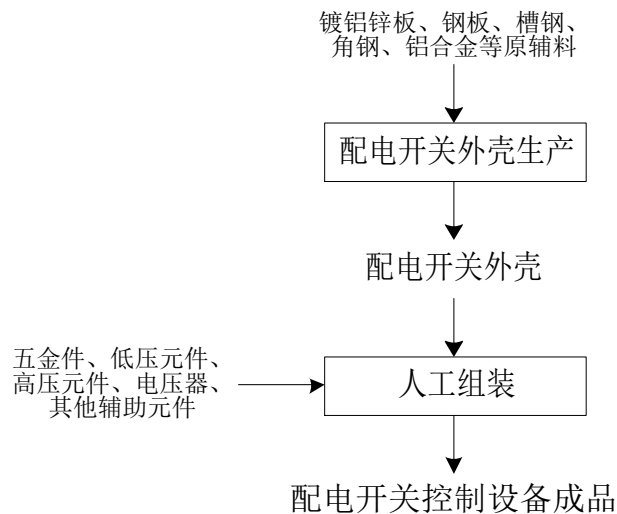 镀铝锌板、钢板、槽钢、
角钢、铝合金等原辅料
配电开关外壳生产
配电开关外壳
五金件、低压元件、
高压元件、电压器、
其他辅助元件
人工组装
配电开关控制设备成品